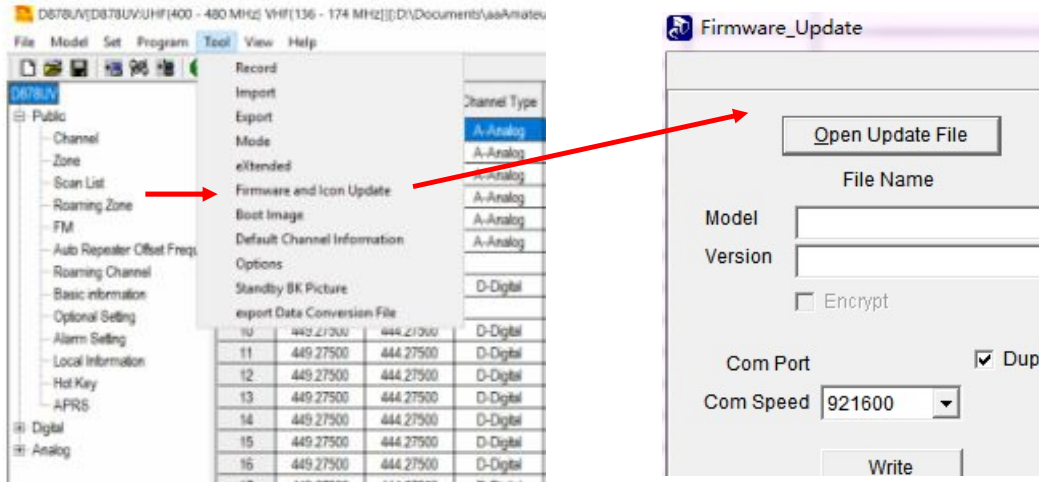 D878UV[D878UV:UHF{400 - 480 MHz} VHF{136 - 174 MHz}][D:\Documents\aaAmateu
File Model Set Program Tool View Help
D878UV
Public
Channel
Zone
Scan List
Roaming Zone
FM
Auto Repeater Offset Frequ
Roaming Channel
Basic information
Optional Setting
Alarm Setting
Local Information
Hot Key
APRS
Digital
Analog
Record
Import
Export
Mode
eXtended
Firmware and Icon Update
Boot Image
Default Channel Information
Options
Standby BK Picture
export Data Conversion File
Channel Type
A-Analog
A-Analog
A-Analog
A-Analog
A-Analog
A-Analog
D-Digital
10 449.27500 444.27500 D-Digital
11 449.27500 444.27500 D-Digital
12 449.27500 444.27500 D-Digital
13 449.27500 444.27500 D-Digital
14 449.27500 444.27500 D-Digital
15 449.27500 444.27500 D-Digital
16 449.27500 444.27500 D-Digital
Firmware_Update
Open Update File
File Name
Model
Version
Encrypt
Com Port
Dup
Com Speed 921600
Write